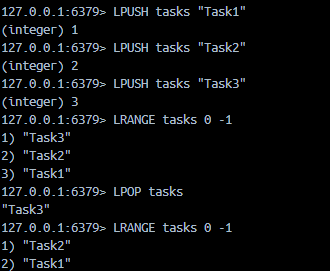 127.0.0.1:6379> LPUSH tasks "Task1"
(integer) 1
127.0.0.1:6379> LPUSH tasks "Task2"
(integer) 2
127.0.0.1:6379> LPUSH tasks "Task3"
(integer) 3
127.0.0.1:6379> LRANGE tasks 0 -1
1) "Task3"
2) "Task2"
3) "Task1"
127.0.0.1:6379> LPOP tasks
"Task3"
127.0.0.1:6379> LRANGE tasks 0 -1
1) "Task2"
2) "Task1"